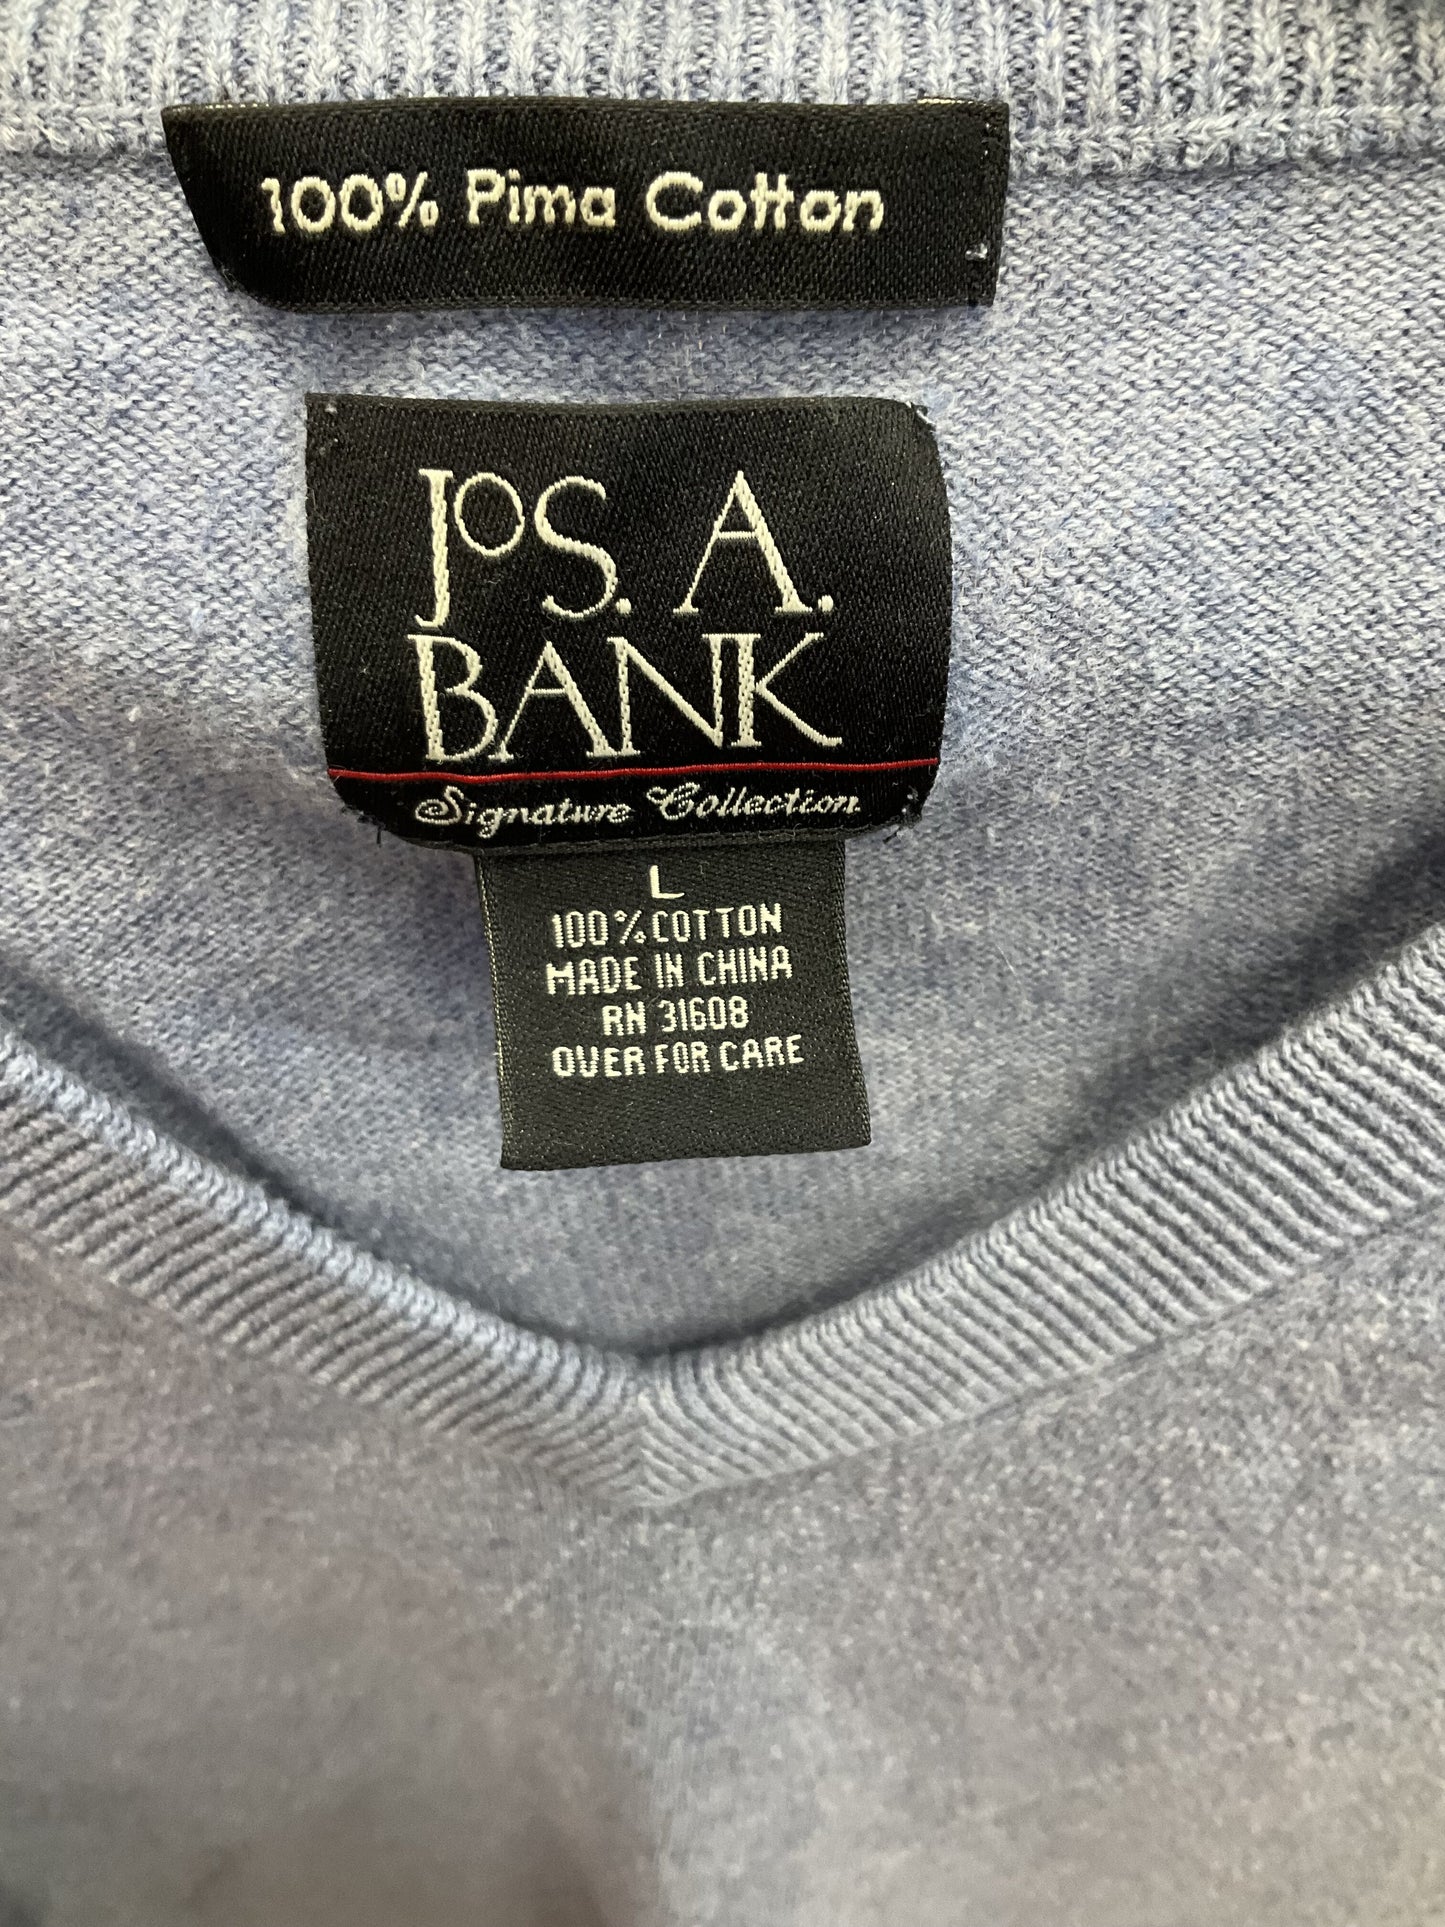 100% Pima Cotton
JoS. A.
BANK
Signature Collection
L
100% COTTON
MADE IN CHINA
RN 31608
OVER FOR CARE